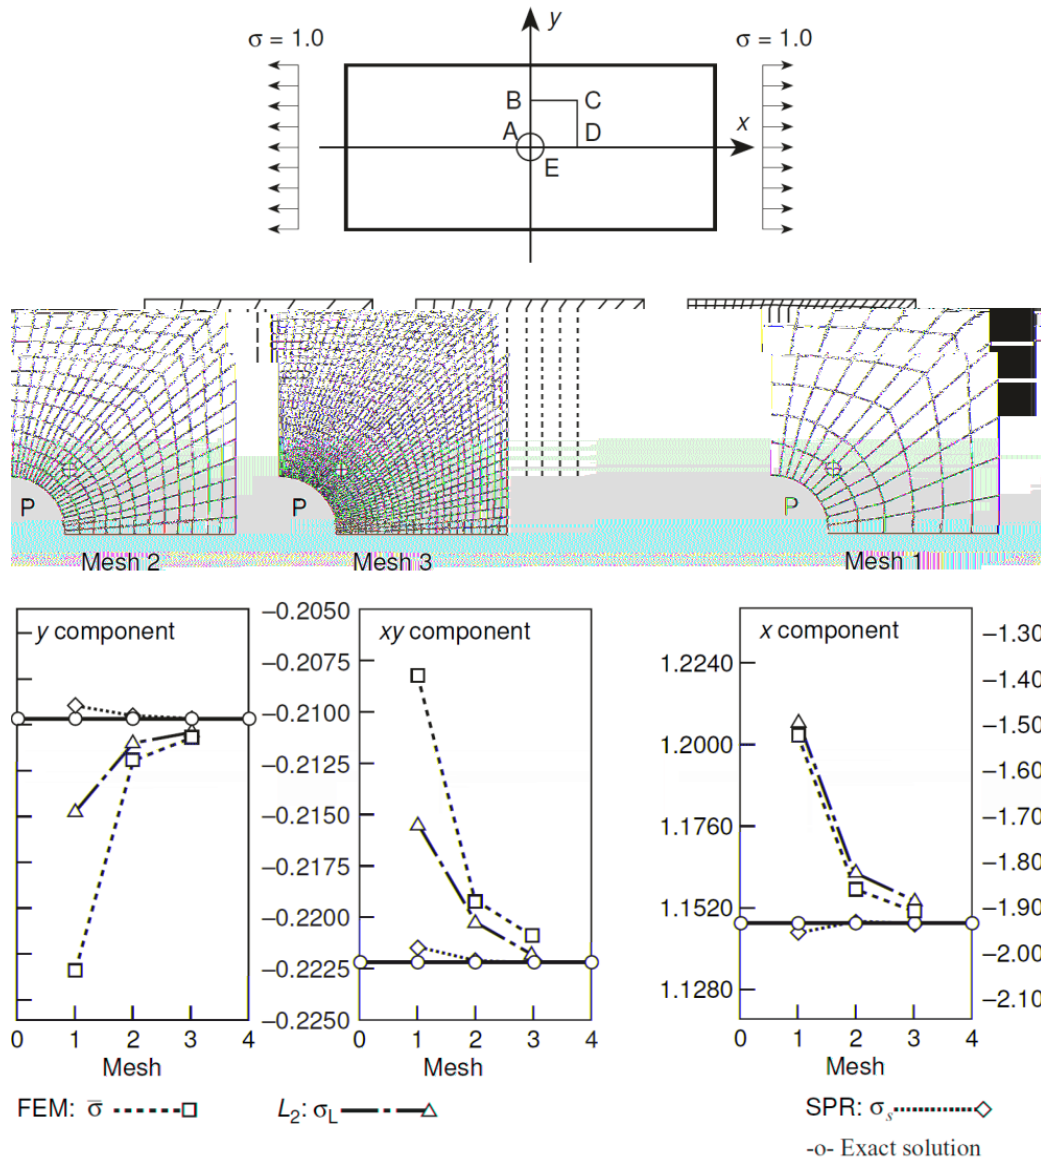 y
σ = 1.0
σ = 1.0
B
C
x
A
D
E
P
P
P
Mesh 2
Mesh 3
Mesh 1
y component
–0.2050
–0.2075
–0.2100
–0.2125
–0.2150
–0.2175
–0.2200
–0.2225
–0.2250
xy component
x component
1.2240
1.2000
1.1760
1.1520
1.1280
–1.30
–1.40
–1.50
–1.60
–1.70
–1.80
–1.90
–2.00
–2.10
0 1 2 3 4
0 1 2 3 4
0 1 2 3 4
Mesh
Mesh
Mesh
FEM: σ̅
L₂: σL
SPR: σs
-o- Exact solution